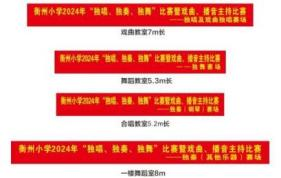 衢州小学2024年“独唱、独奏、独舞”比赛暨戏曲、播音主持比赛
——独唱及戏曲独唱赛场
戏曲教室7m长
衢州小学2024年“独唱、独奏、独舞”比赛暨戏曲、播音主持比赛
——独舞赛场
舞蹈教室5.3m长
衢州小学2024年“独唱、独奏、独舞”比赛暨戏曲、播音主持比赛
——独奏（钢琴）赛场
合唱教室5.2m长
衢州小学2024年“独唱、独奏、独舞”比赛暨戏曲、播音主持比赛
——独奏（其他乐器）赛场
一楼舞蹈室8m